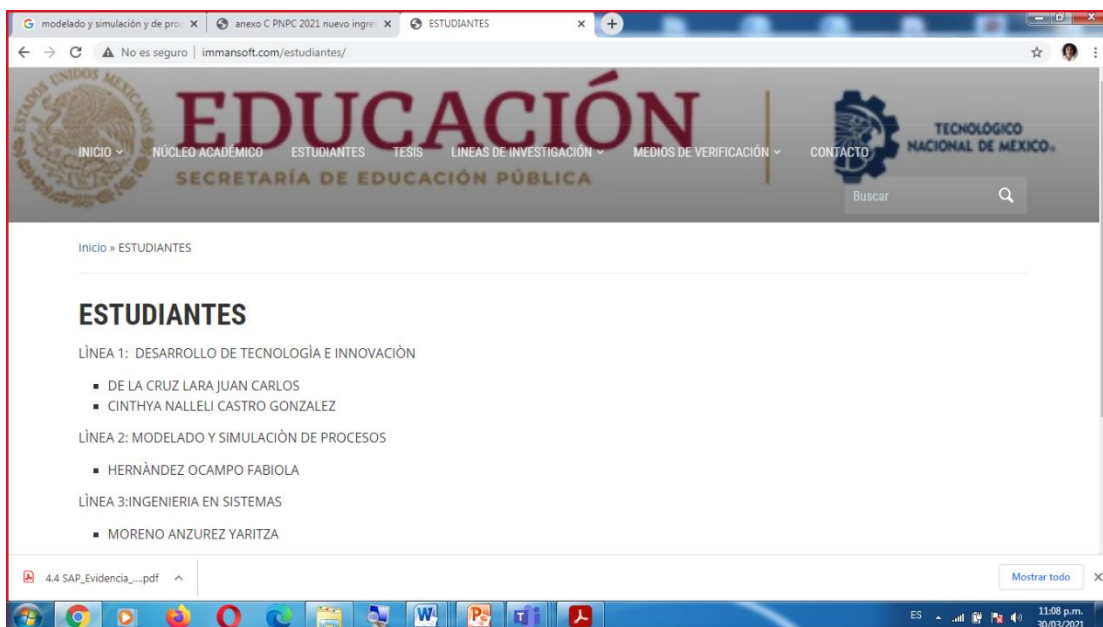 modelado y simulación y de proc
anexo C PNPC 2021 nuevo ingre
ESTUDIANTES
No es seguro | immansoft.com/estudiantes/
ESTADOS UNIDOS MEXICANOS
EDUCACIÓN
SECRETARÍA DE EDUCACIÓN PÚBLICA
TECNOLÓGICO
NACIONAL DE MÉXICO®
INICIO
NÚCLEO ACADÉMICO
ESTUDIANTES
TESIS
LINEAS DE INVESTIGACIÓN
MEDIOS DE VERIFICACIÓN
CONTACTO
Buscar
Inicio » ESTUDIANTES
ESTUDIANTES
LÌNEA 1: DESARROLLO DE TECNOLOGÌA E INNOVACIÒN
DE LA CRUZ LARA JUAN CARLOS
CINTHYA NALLELI CASTRO GONZALEZ
LÌNEA 2: MODELADO Y SIMULACIÒN DE PROCESOS
HERNÀNDEZ OCAMPO FABIOLA
LÌNEA 3:INGENIERIA EN SISTEMAS
MORENO ANZUREZ YARITZA
4.4 SAP_Evidencia_....pdf
Mostrar todo
ES
11:08 p.m.
30/03/2021